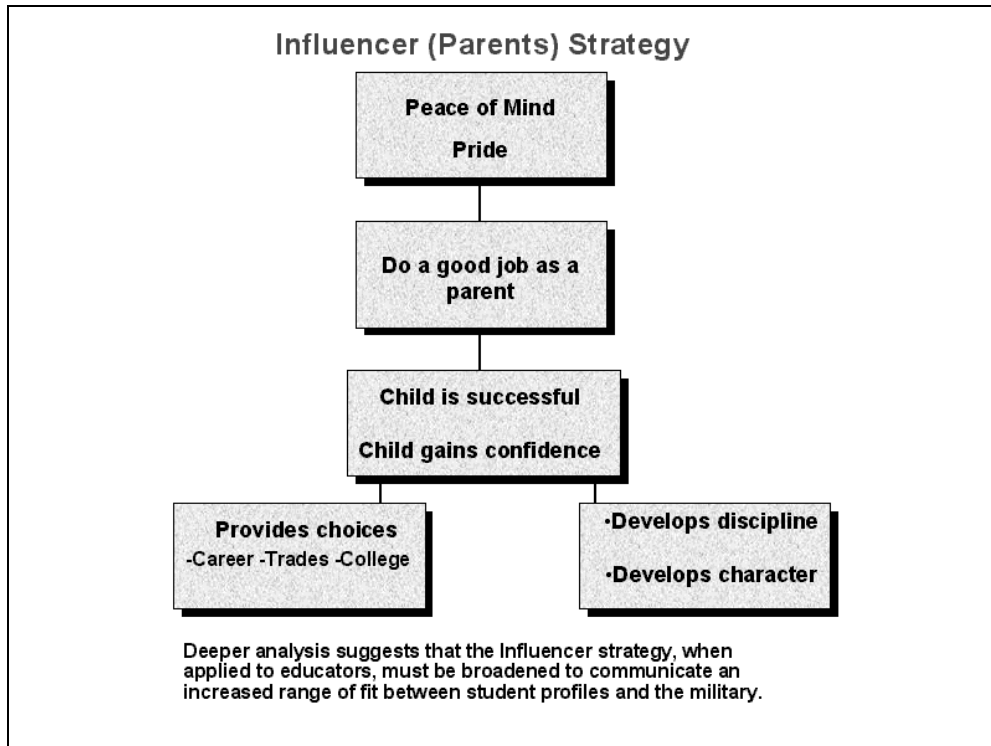 Influencer (Parents) Strategy
Peace of Mind
Pride
Do a good job as a
parent
Child is successful
Child gains confidence
Provides choices
-Career -Trades -College
•Develops discipline
•Develops character
Deeper analysis suggests that the Influencer strategy, when
applied to educators, must be broadened to communicate an
increased range of fit between student profiles and the military.